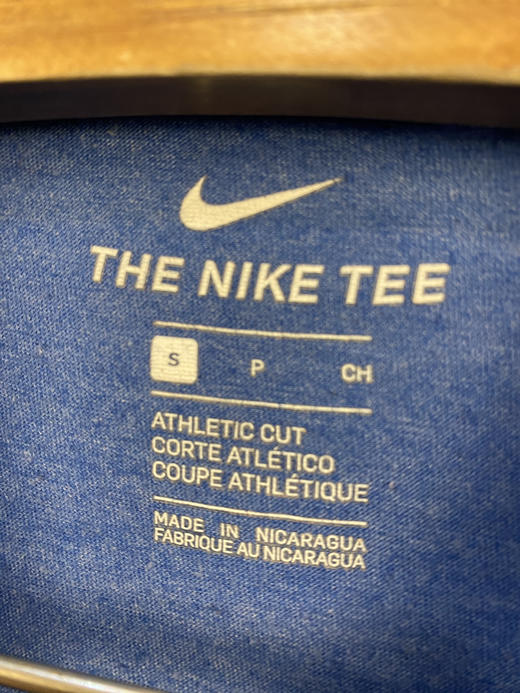 THE NIKE TEE
S P CH
ATHLETIC CUT
CORTE ATLÉTICO
COUPE ATHLÉTIQUE
MADE IN NICARAGUA
FABRIQUE AU NICARAGUA